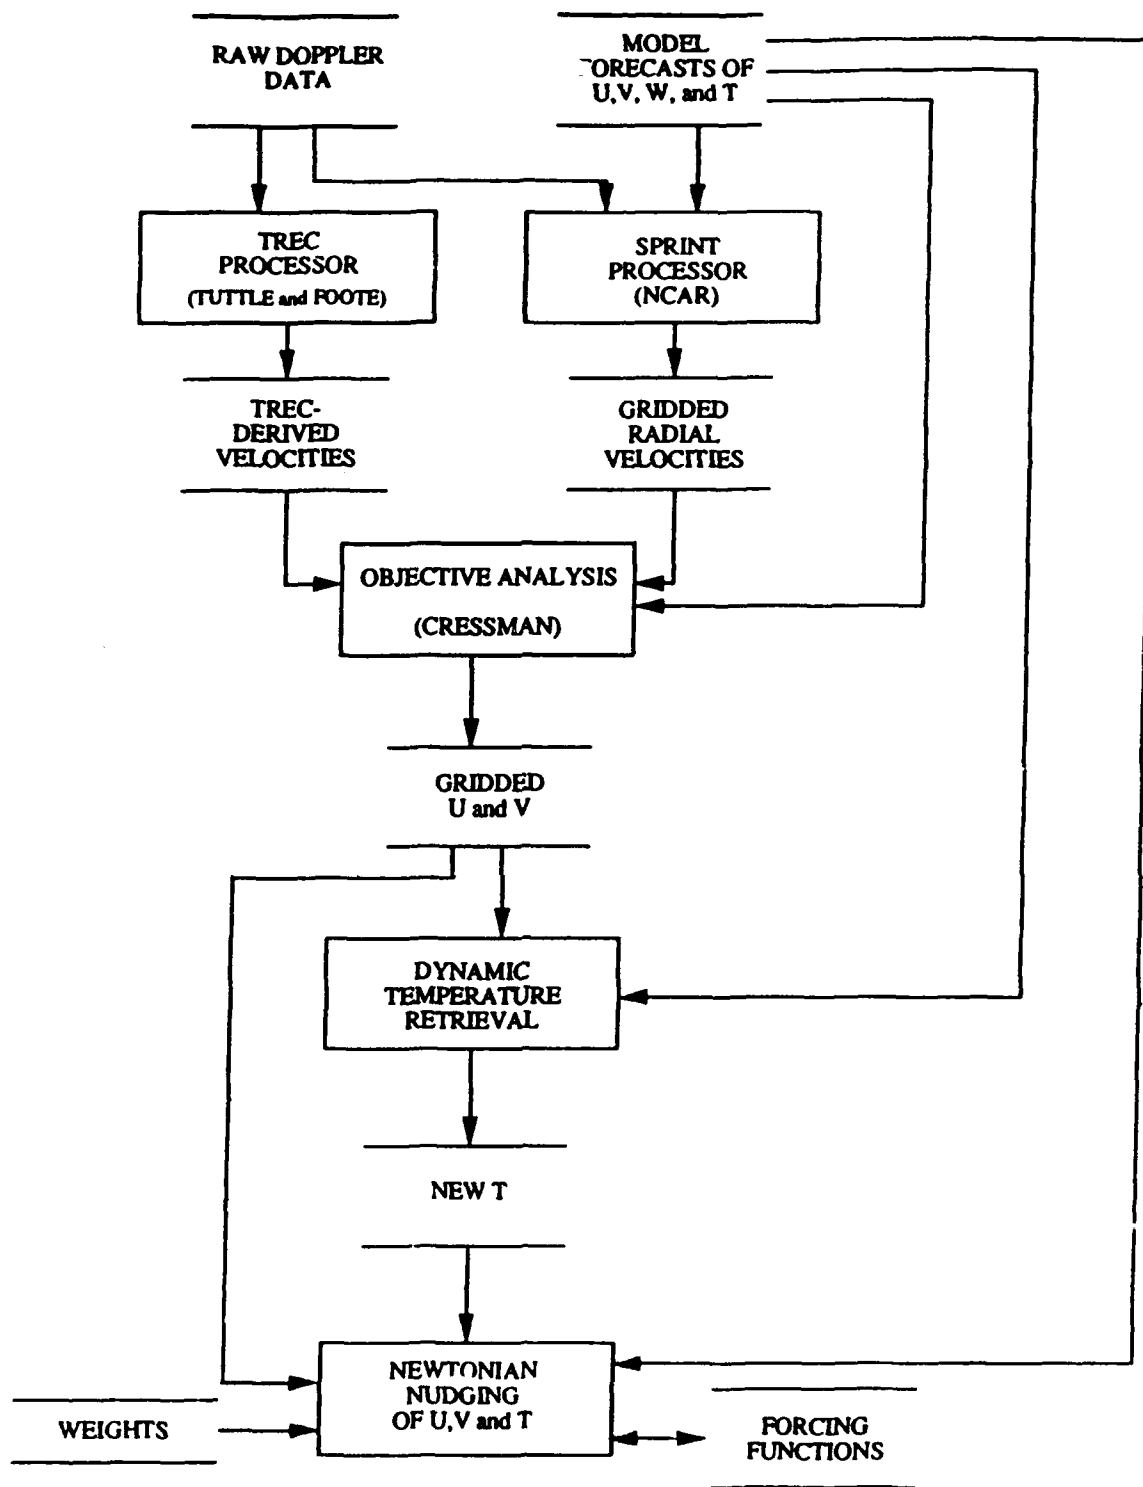 RAW DOPPLER
DATA
MODEL
FORECASTS OF
U,V, W, and T
TREC
PROCESSOR
(TUTTLE and FOOTE)
SPRINT
PROCESSOR
(NCAR)
TREC-
DERIVED
VELOCITIES
GRIDDED
RADIAL
VELOCITIES
OBJECTIVE ANALYSIS
(CRESSMAN)
GRIDDED
U and V
DYNAMIC
TEMPERATURE
RETRIEVAL
NEW T
NEWTONIAN
NUDGING
OF U,V and T
WEIGHTS
FORCING
FUNCTIONS